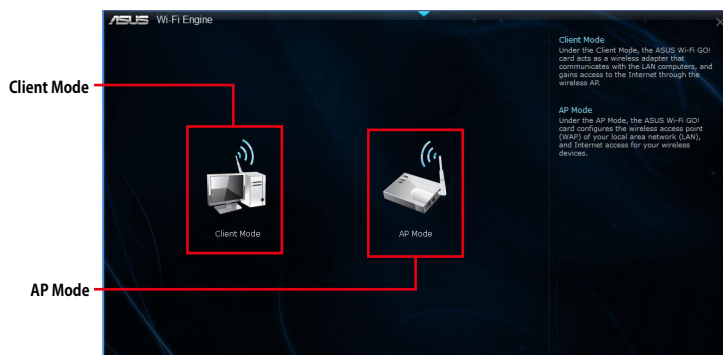 ASUS Wi-Fi Engine
Client Mode
AP Mode
Client Mode
AP Mode
Client Mode
Under the Client Mode, the ASUS Wi-Fi GO!
card acts as a wireless adapter that
communicates with the LAN computers, and
gains access to the Internet through the
wireless AP.
AP Mode
Under the AP Mode, the ASUS Wi-Fi GO!
card configures the wireless access point
(WAP) of your local area network (LAN),
and Internet access for your wireless
devices.